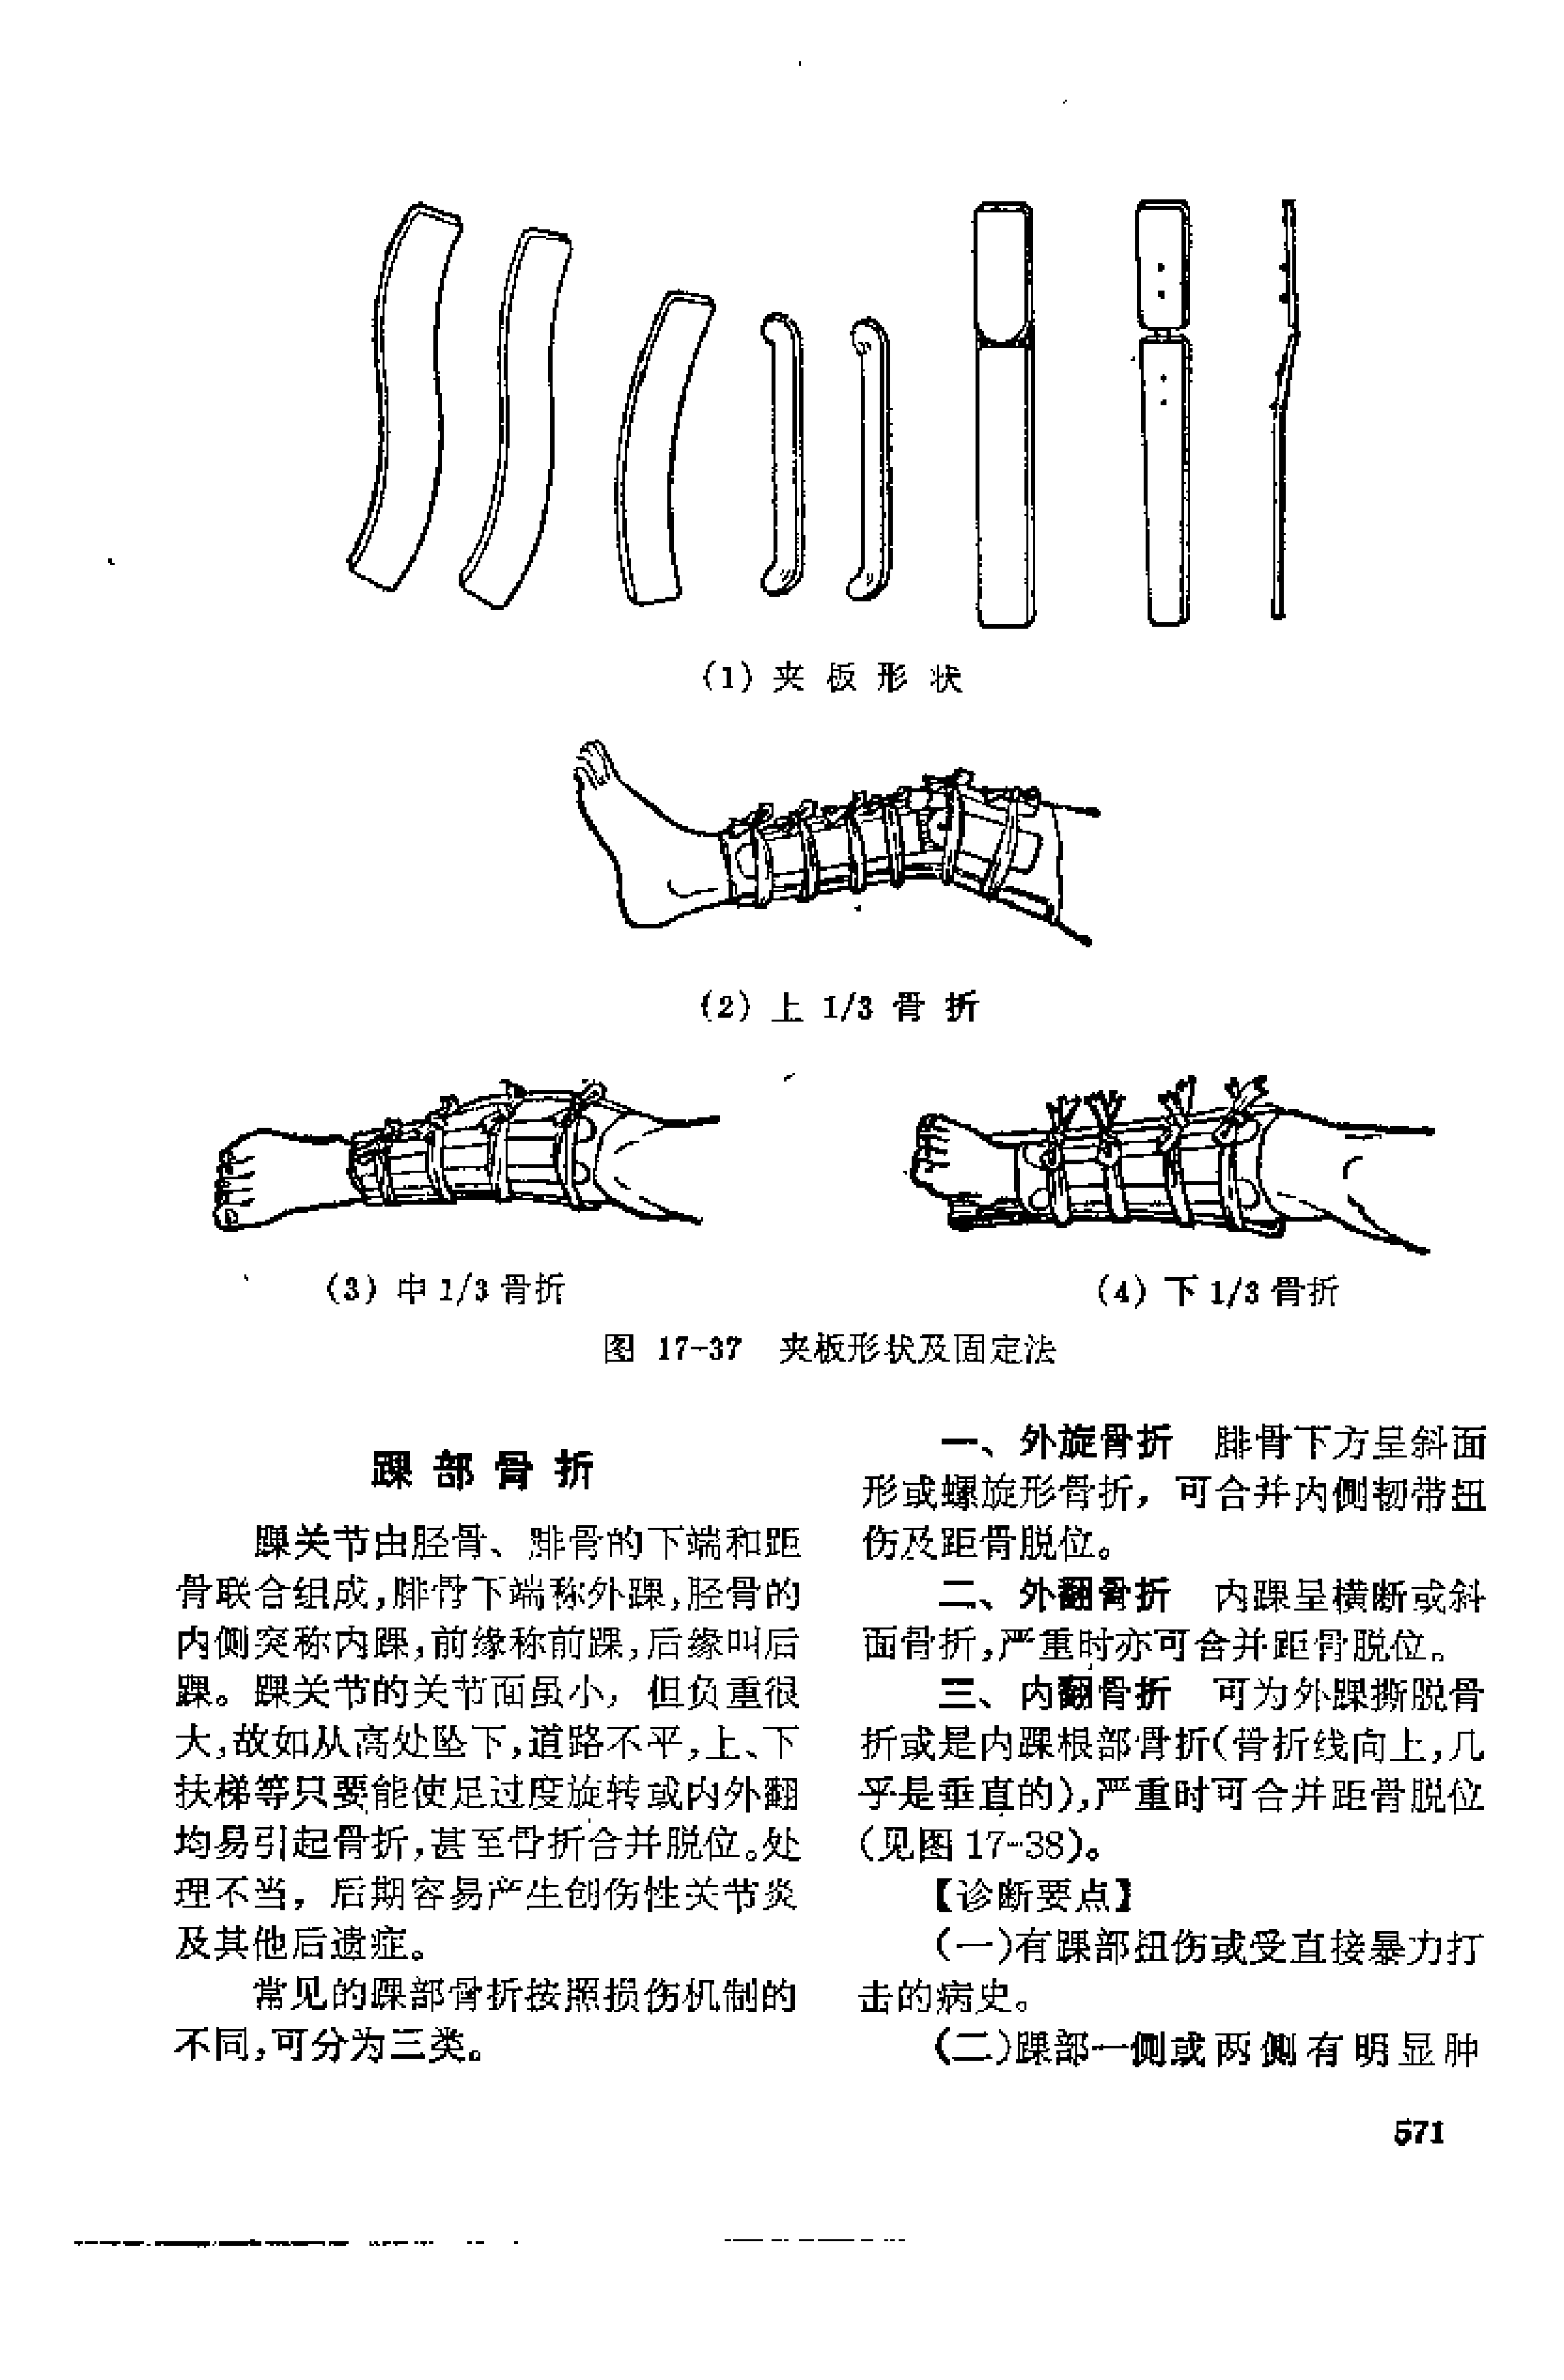 (1) 夹板形状
(2) 上 1/3 骨折
(3) 中 1/3 骨折
(4) 下 1/3 骨折
图 17-37 夹板形状及固定法
踝部骨折
踝关节由胫骨、腓骨的下端和距
骨联合组成,腓骨下端称外踝,胫骨的
内侧突称内踝,前缘称前踝,后缘叫后
踝。踝关节的关节面虽小,但负重很
大,故如从高处坠下,道路不平,上、下
扶梯等只要能使足过度旋转或内外翻
均易引起骨折,甚至骨折合并脱位。处
理不当,后期容易产生创伤性关节炎
及其他后遗症。
常见的踝部骨折按照损伤机制的
不同,可分为三类。
一、外旋骨折 腓骨下方呈斜面
形或螺旋形骨折,可合并内侧韧带扭
伤及距骨脱位。
二、外翻骨折 内踝呈横断或斜
面骨折,严重时亦可合并距骨脱位。
三、内翻骨折 可为外踝撕脱骨
折或是内踝根部骨折(骨折线向上,几
乎是垂直的),严重时可合并距骨脱位
(见图 17-38)。
【诊断要点】
(一)有踝部扭伤或受直接暴力打
击的病史。
(二)踝部一侧或两侧有明显肿
571